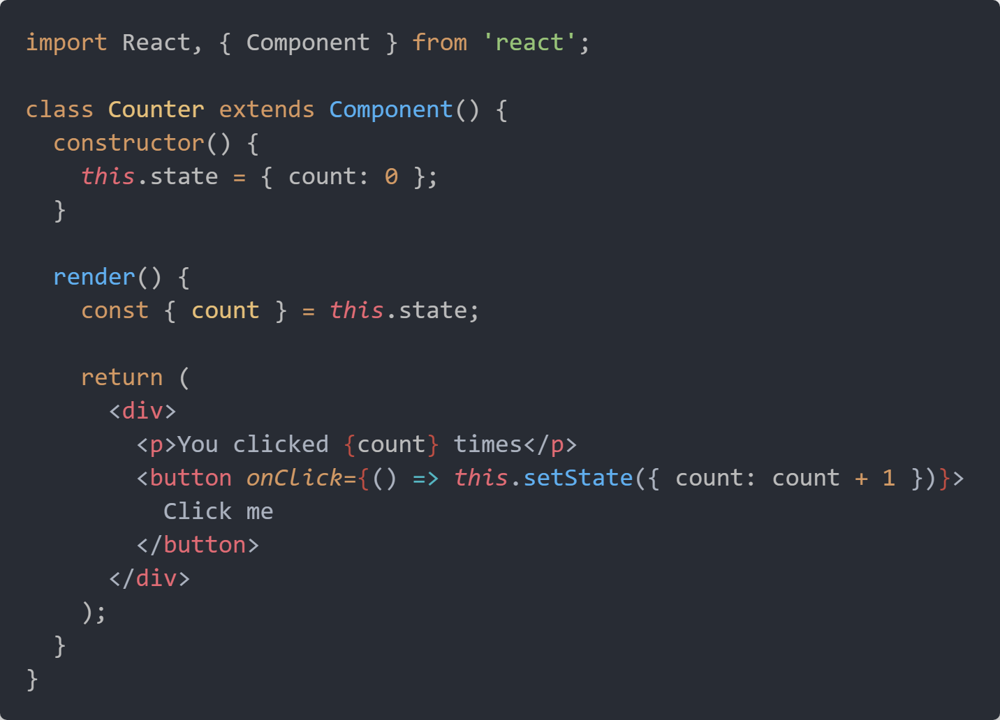 import React, { Component } from 'react';

class Counter extends Component() {
  constructor() {
    this.state = { count: 0 };
  }

  render() {
    const { count } = this.state;

    return (
      <div>
        <p>You clicked {count} times</p>
        <button onClick={() => this.setState({ count: count + 1 })}>
          Click me
        </button>
      </div>
    );
  }
}